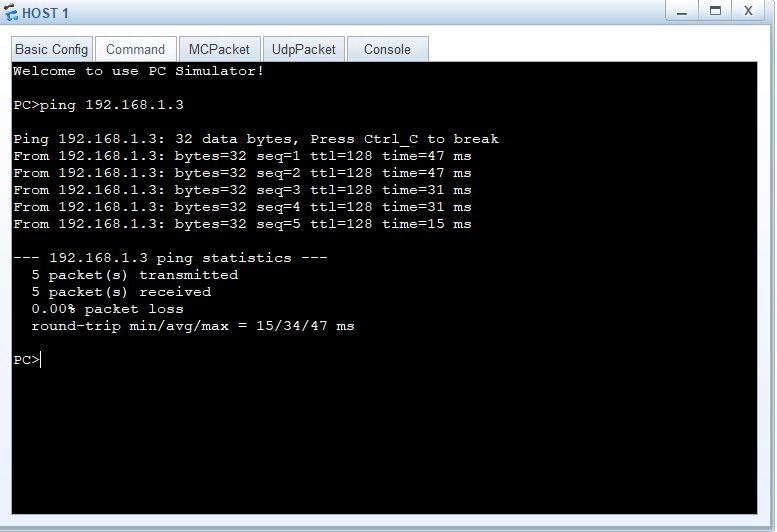 HOST 1
Basic Config Command MCPacket UdpPacket Console
Welcome to use PC Simulator!
PC>ping 192.168.1.3
Ping 192.168.1.3: 32 data bytes, Press Ctrl_C to break
From 192.168.1.3: bytes=32 seq=1 ttl=128 time=47 ms
From 192.168.1.3: bytes=32 seq=2 ttl=128 time=47 ms
From 192.168.1.3: bytes=32 seq=3 ttl=128 time=31 ms
From 192.168.1.3: bytes=32 seq=4 ttl=128 time=31 ms
From 192.168.1.3: bytes=32 seq=5 ttl=128 time=15 ms
--- 192.168.1.3 ping statistics ---
5 packet(s) transmitted
5 packet(s) received
0.00% packet loss
round-trip min/avg/max = 15/34/47 ms
PC>